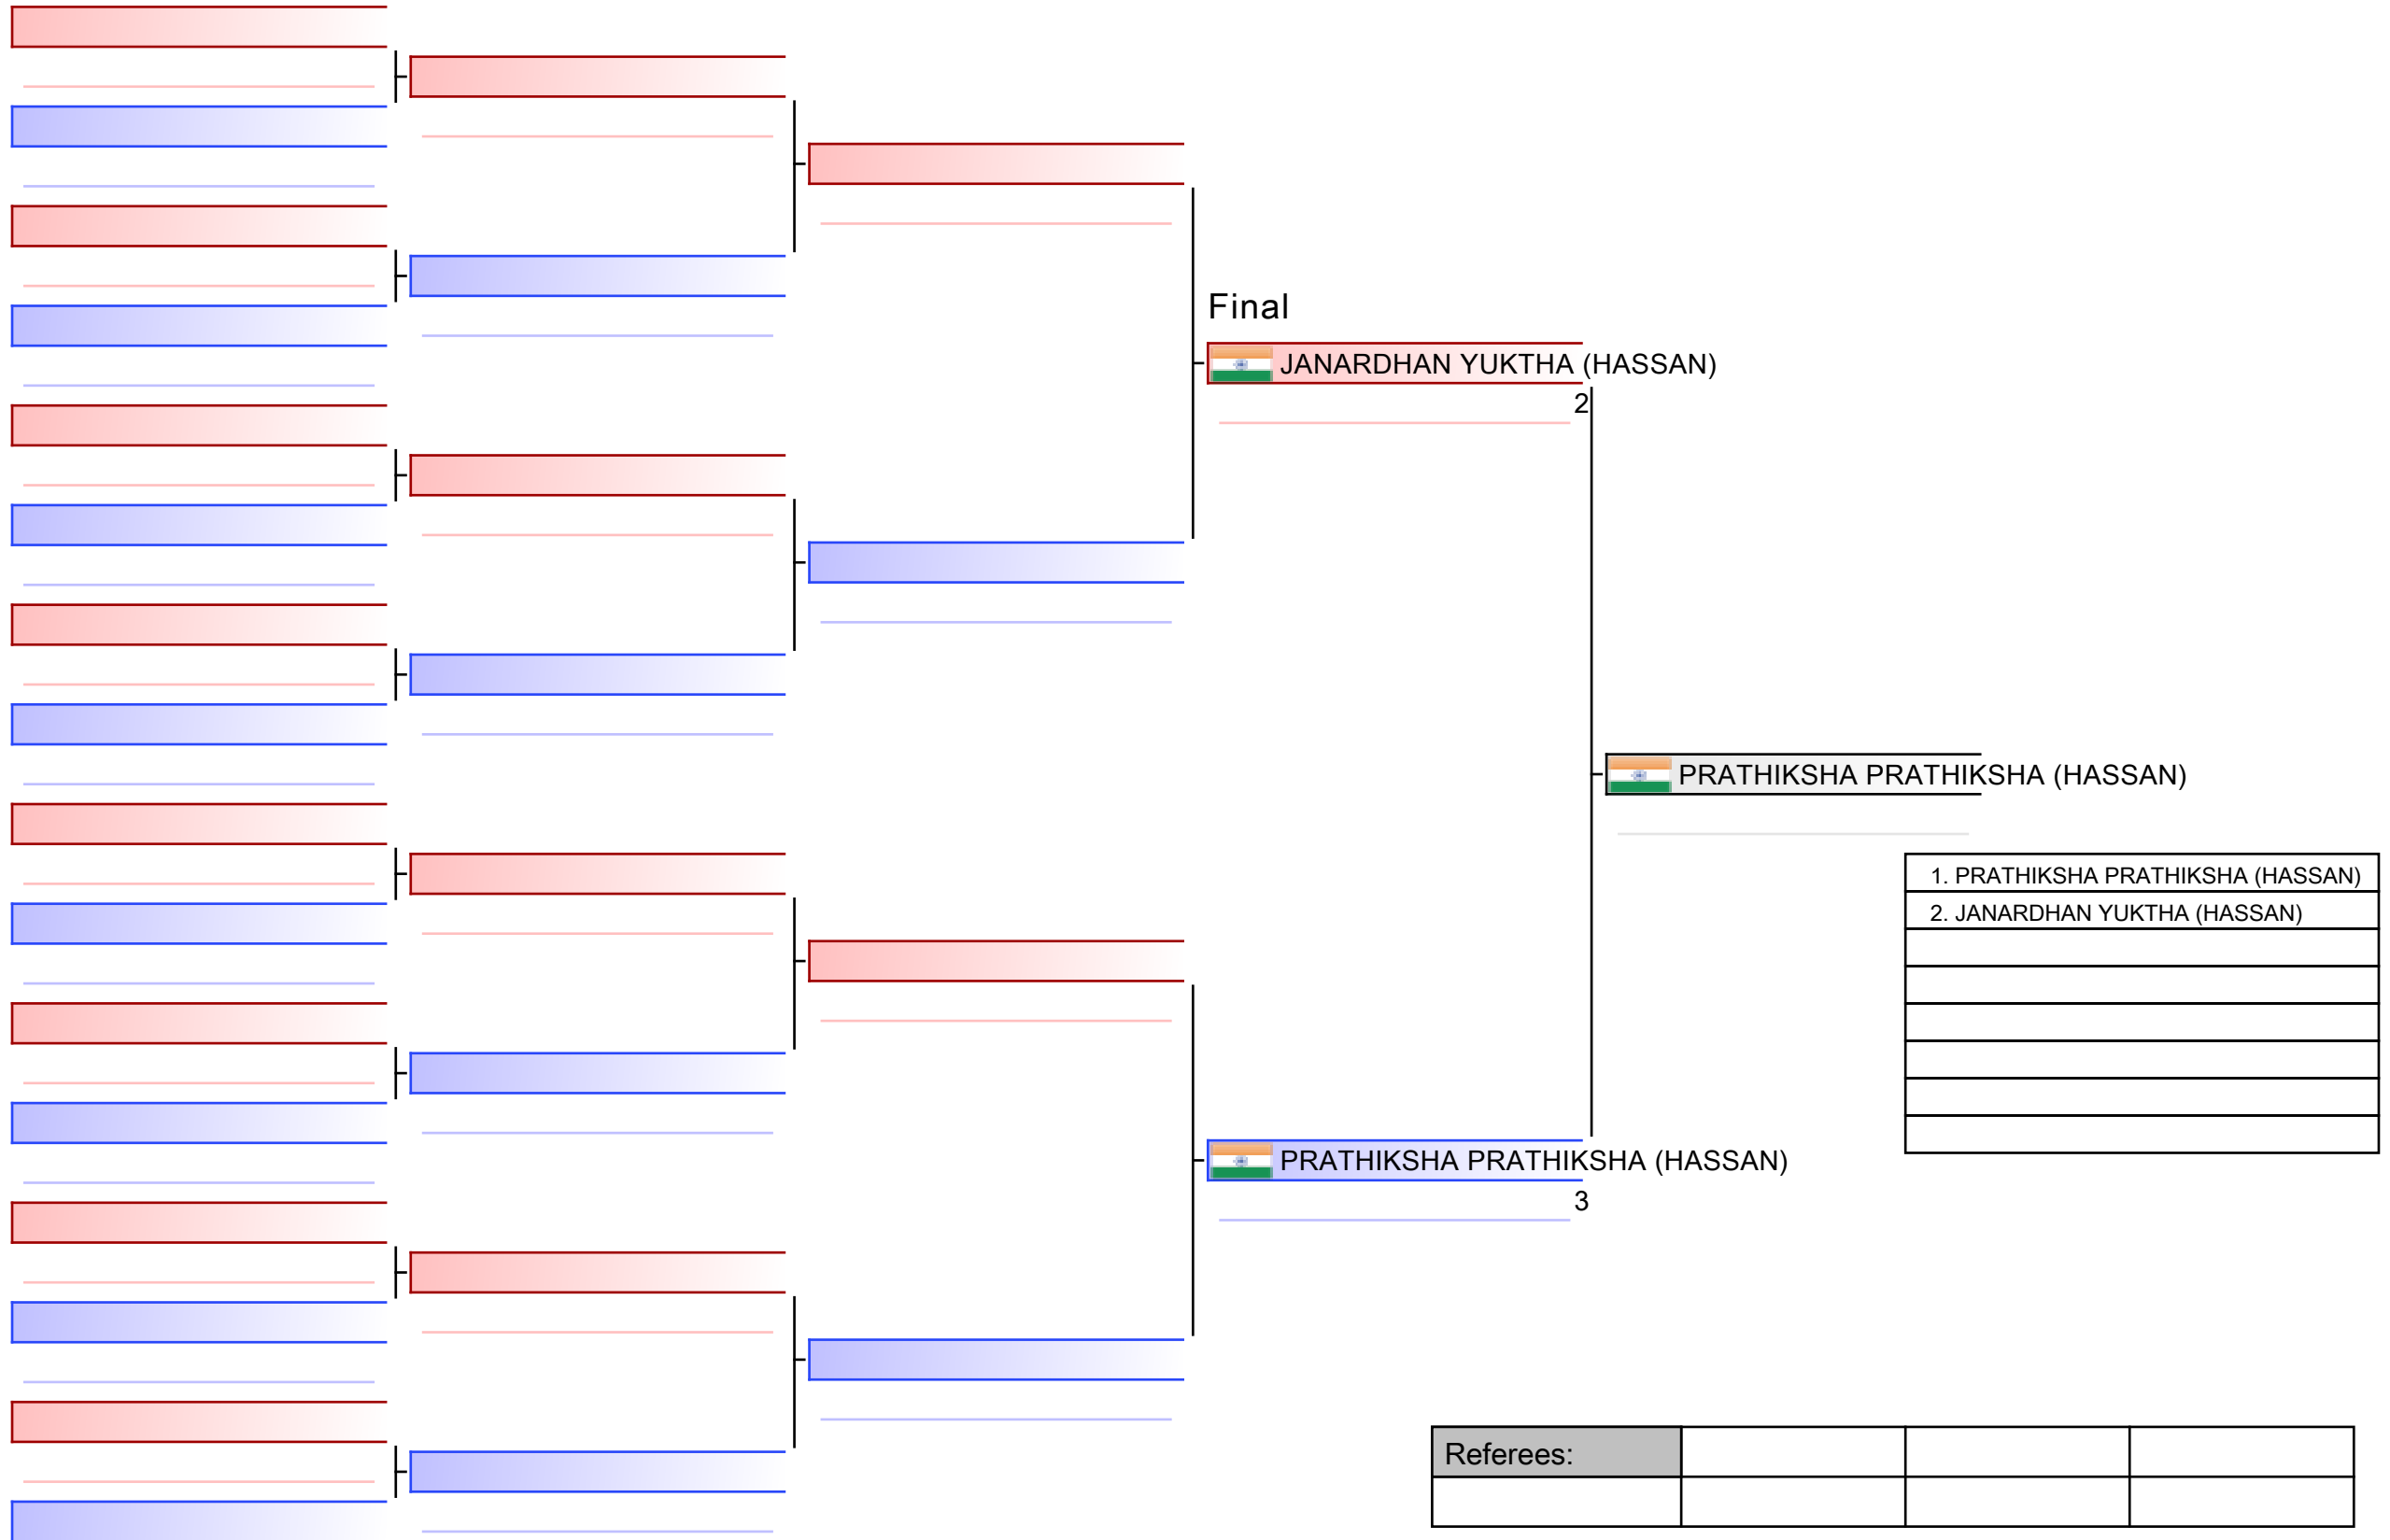 Final
JANARDHAN YUKTHA (HASSAN)
2
PRATHIKSHA PRATHIKSHA (HASSAN)
1. PRATHIKSHA PRATHIKSHA (HASSAN)
2. JANARDHAN YUKTHA (HASSAN)
PRATHIKSHA PRATHIKSHA (HASSAN)
3
Referees: